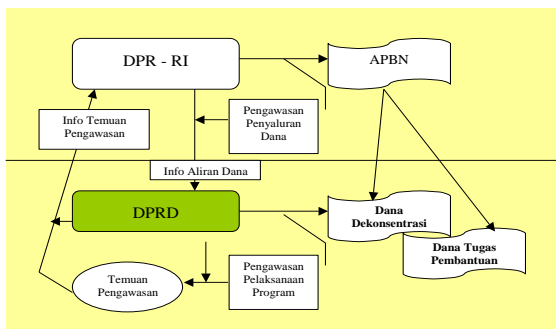 DPR - RI
APBN
Info Temuan
Pengawasan
Pengawasan
Penyaluran
Dana
Info Aliran Dana
DPRD
Dana
Dekonsentrasi
Dana Tugas
Pembantuan
Temuan
Pengawasan
Pengawasan
Pelaksanaan
Program